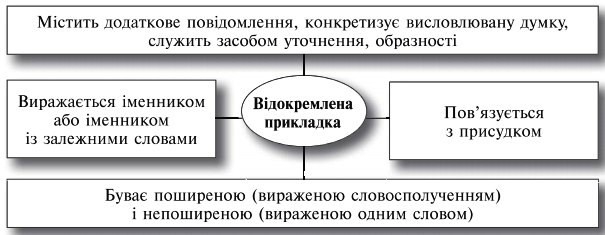 Містить додаткове повідомлення, конкретизує висловлювану думку,
служить засобом уточнення, образності
Виражається іменником
або іменником
із залежними словами
Відокремлена
прикладка
Пов’язується
з присудком
Буває поширеною (вираженою словосполученням)
і непоширеною (вираженою одним словом)